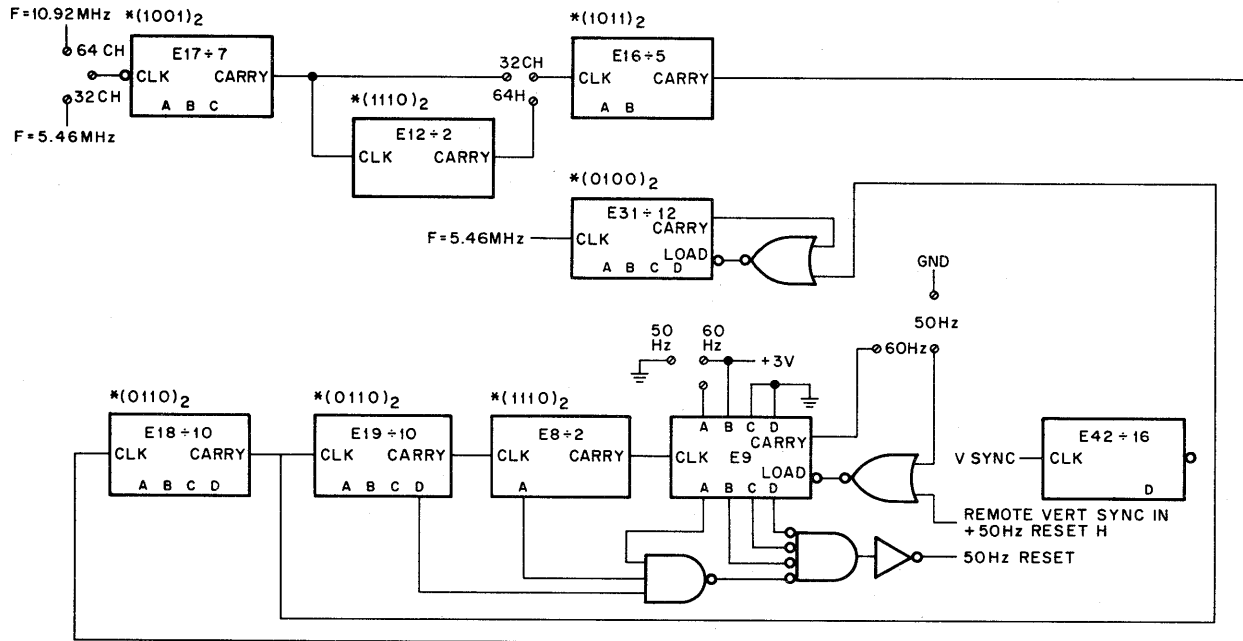 F=10.92MHz
*(1001)2
64 CH
E17÷7
CLK CARRY
A B C
32CH
F=5.46MHz
*(1110)2
E12÷2
CLK CARRY
32CH
64H
*(1011)2
E16÷5
CLK CARRY
A B
*(0100)2
E31÷12
CARRY
F=5.46MHz
CLK
LOAD
A B C D
GND
50Hz
60Hz
50 Hz
60 Hz
+3V
*(0110)2
E18÷10
CLK CARRY
A B C D
*(0110)2
E19÷10
CLK CARRY
A B C D
*(1110)2
E8÷2
CLK CARRY
A
A B C D
CARRY
E9
CLK
LOAD
A B C D
E42÷16
V SYNC
CLK
D
REMOTE VERT SYNC IN
+50Hz RESET H
50Hz RESET